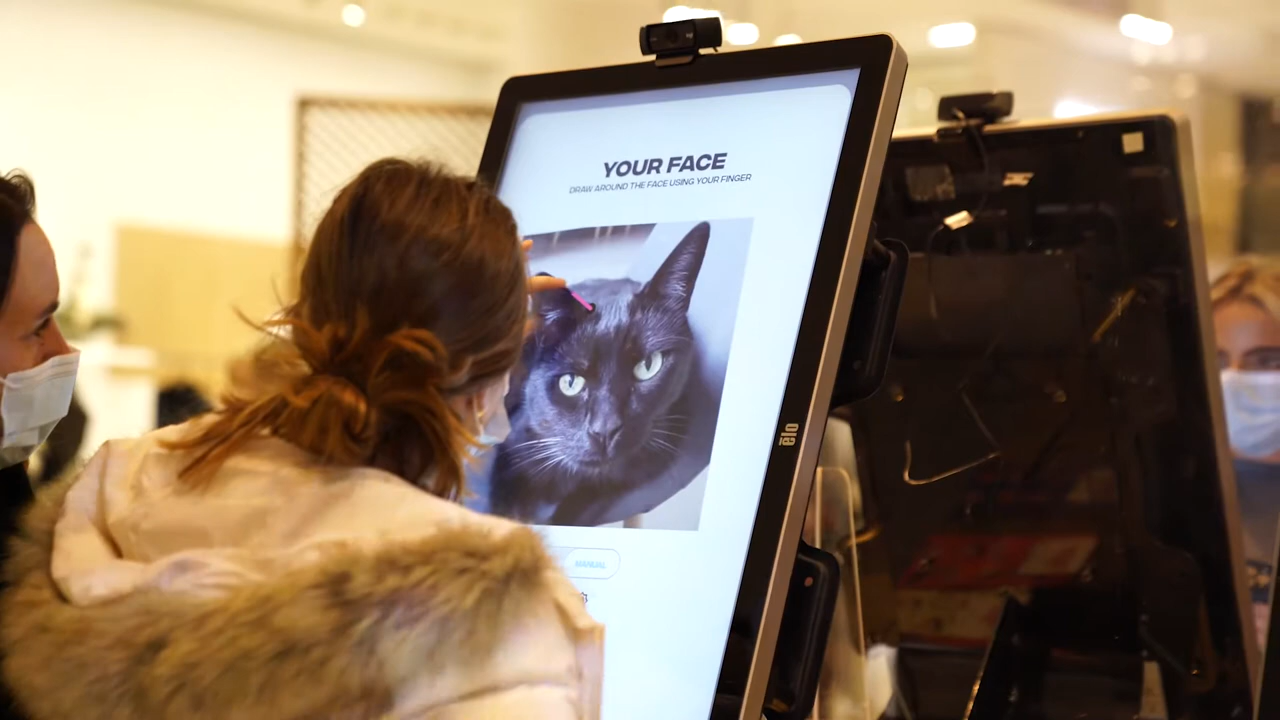 YOUR FACE
DRAW AROUND THE FACE USING YOUR FINGER
MANUAL
elo